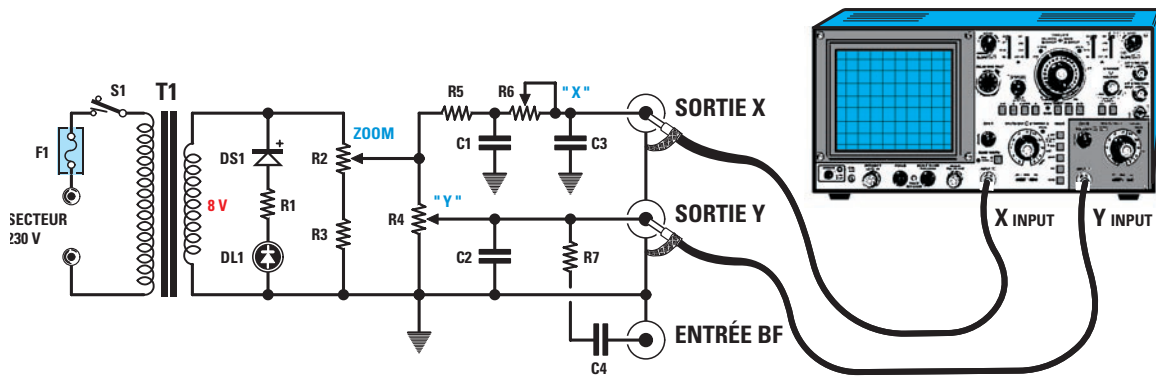 S1
T1
F1
SECTEUR
230 V
8 V
DS1
R1
DL1
ZOOM
R2
R3
R4
"Y"
R5
R6
"X"
C1
C3
C2
R7
C4
SORTIE X
SORTIE Y
ENTRÉE BF
X INPUT
Y INPUT